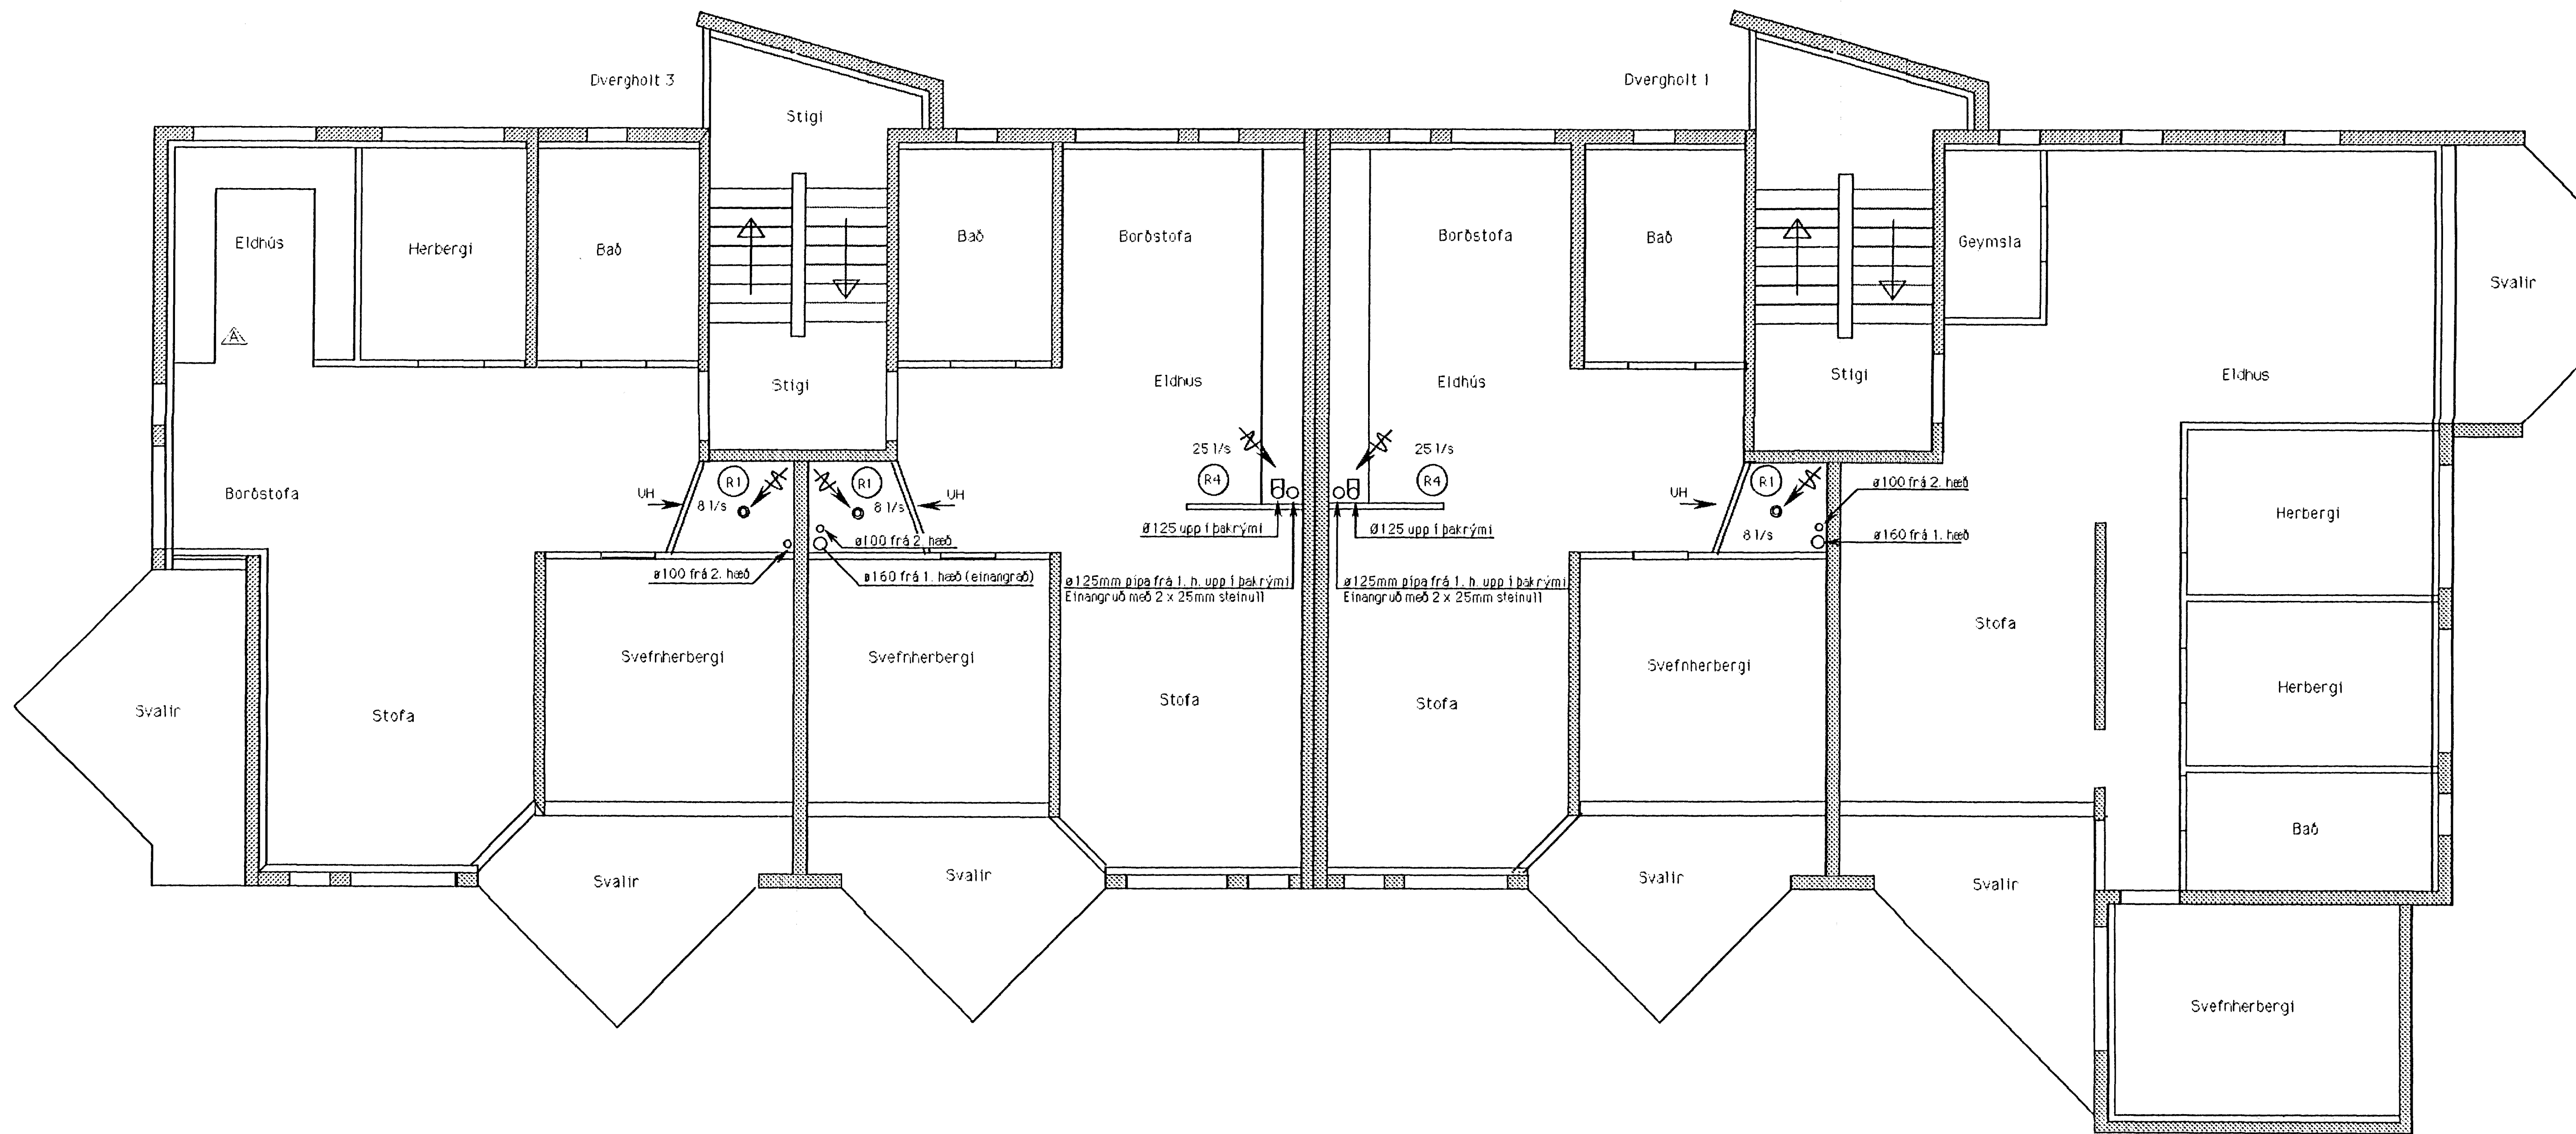 Dvergholt 3
Dvergholt 1
Stigi
Eldhús
Herbergi
Bað
Bað
Borðstofa
Borðstofa
Bað
Geymsla
Svalir
A
Stigi
Eldhus
Eldhús
Stigi
Eldhus
25 l/s
25 l/s
R4
R4
Borðstofa
UH
R1
8 l/s
R1
8 l/s
UH
UH
R1
8 l/s
ø100 frá 2. hæð
ø160 frá 1. hæð
Herbergi
Ø125 upp í þakrými
Ø125 upp í þakrými
ø100 frá 2. hæð
ø100 frá 2. hæð
ø160 frá 1. hæð (einangrað)
ø125mm pípa frá 1. h. upp í þakrými
Einangruð með 2 x 25mm steinull
ø125mm pípa frá 1. h. upp í þakrými
Einangruð með 2 x 25mm steinull
Stofa
Svefnherbergi
Svefnherbergi
Svefnherbergi
Herbergi
Svalir
Stofa
Stofa
Stofa
Bað
Svalir
Svalir
Svalir
Svalir
Svefnherbergi